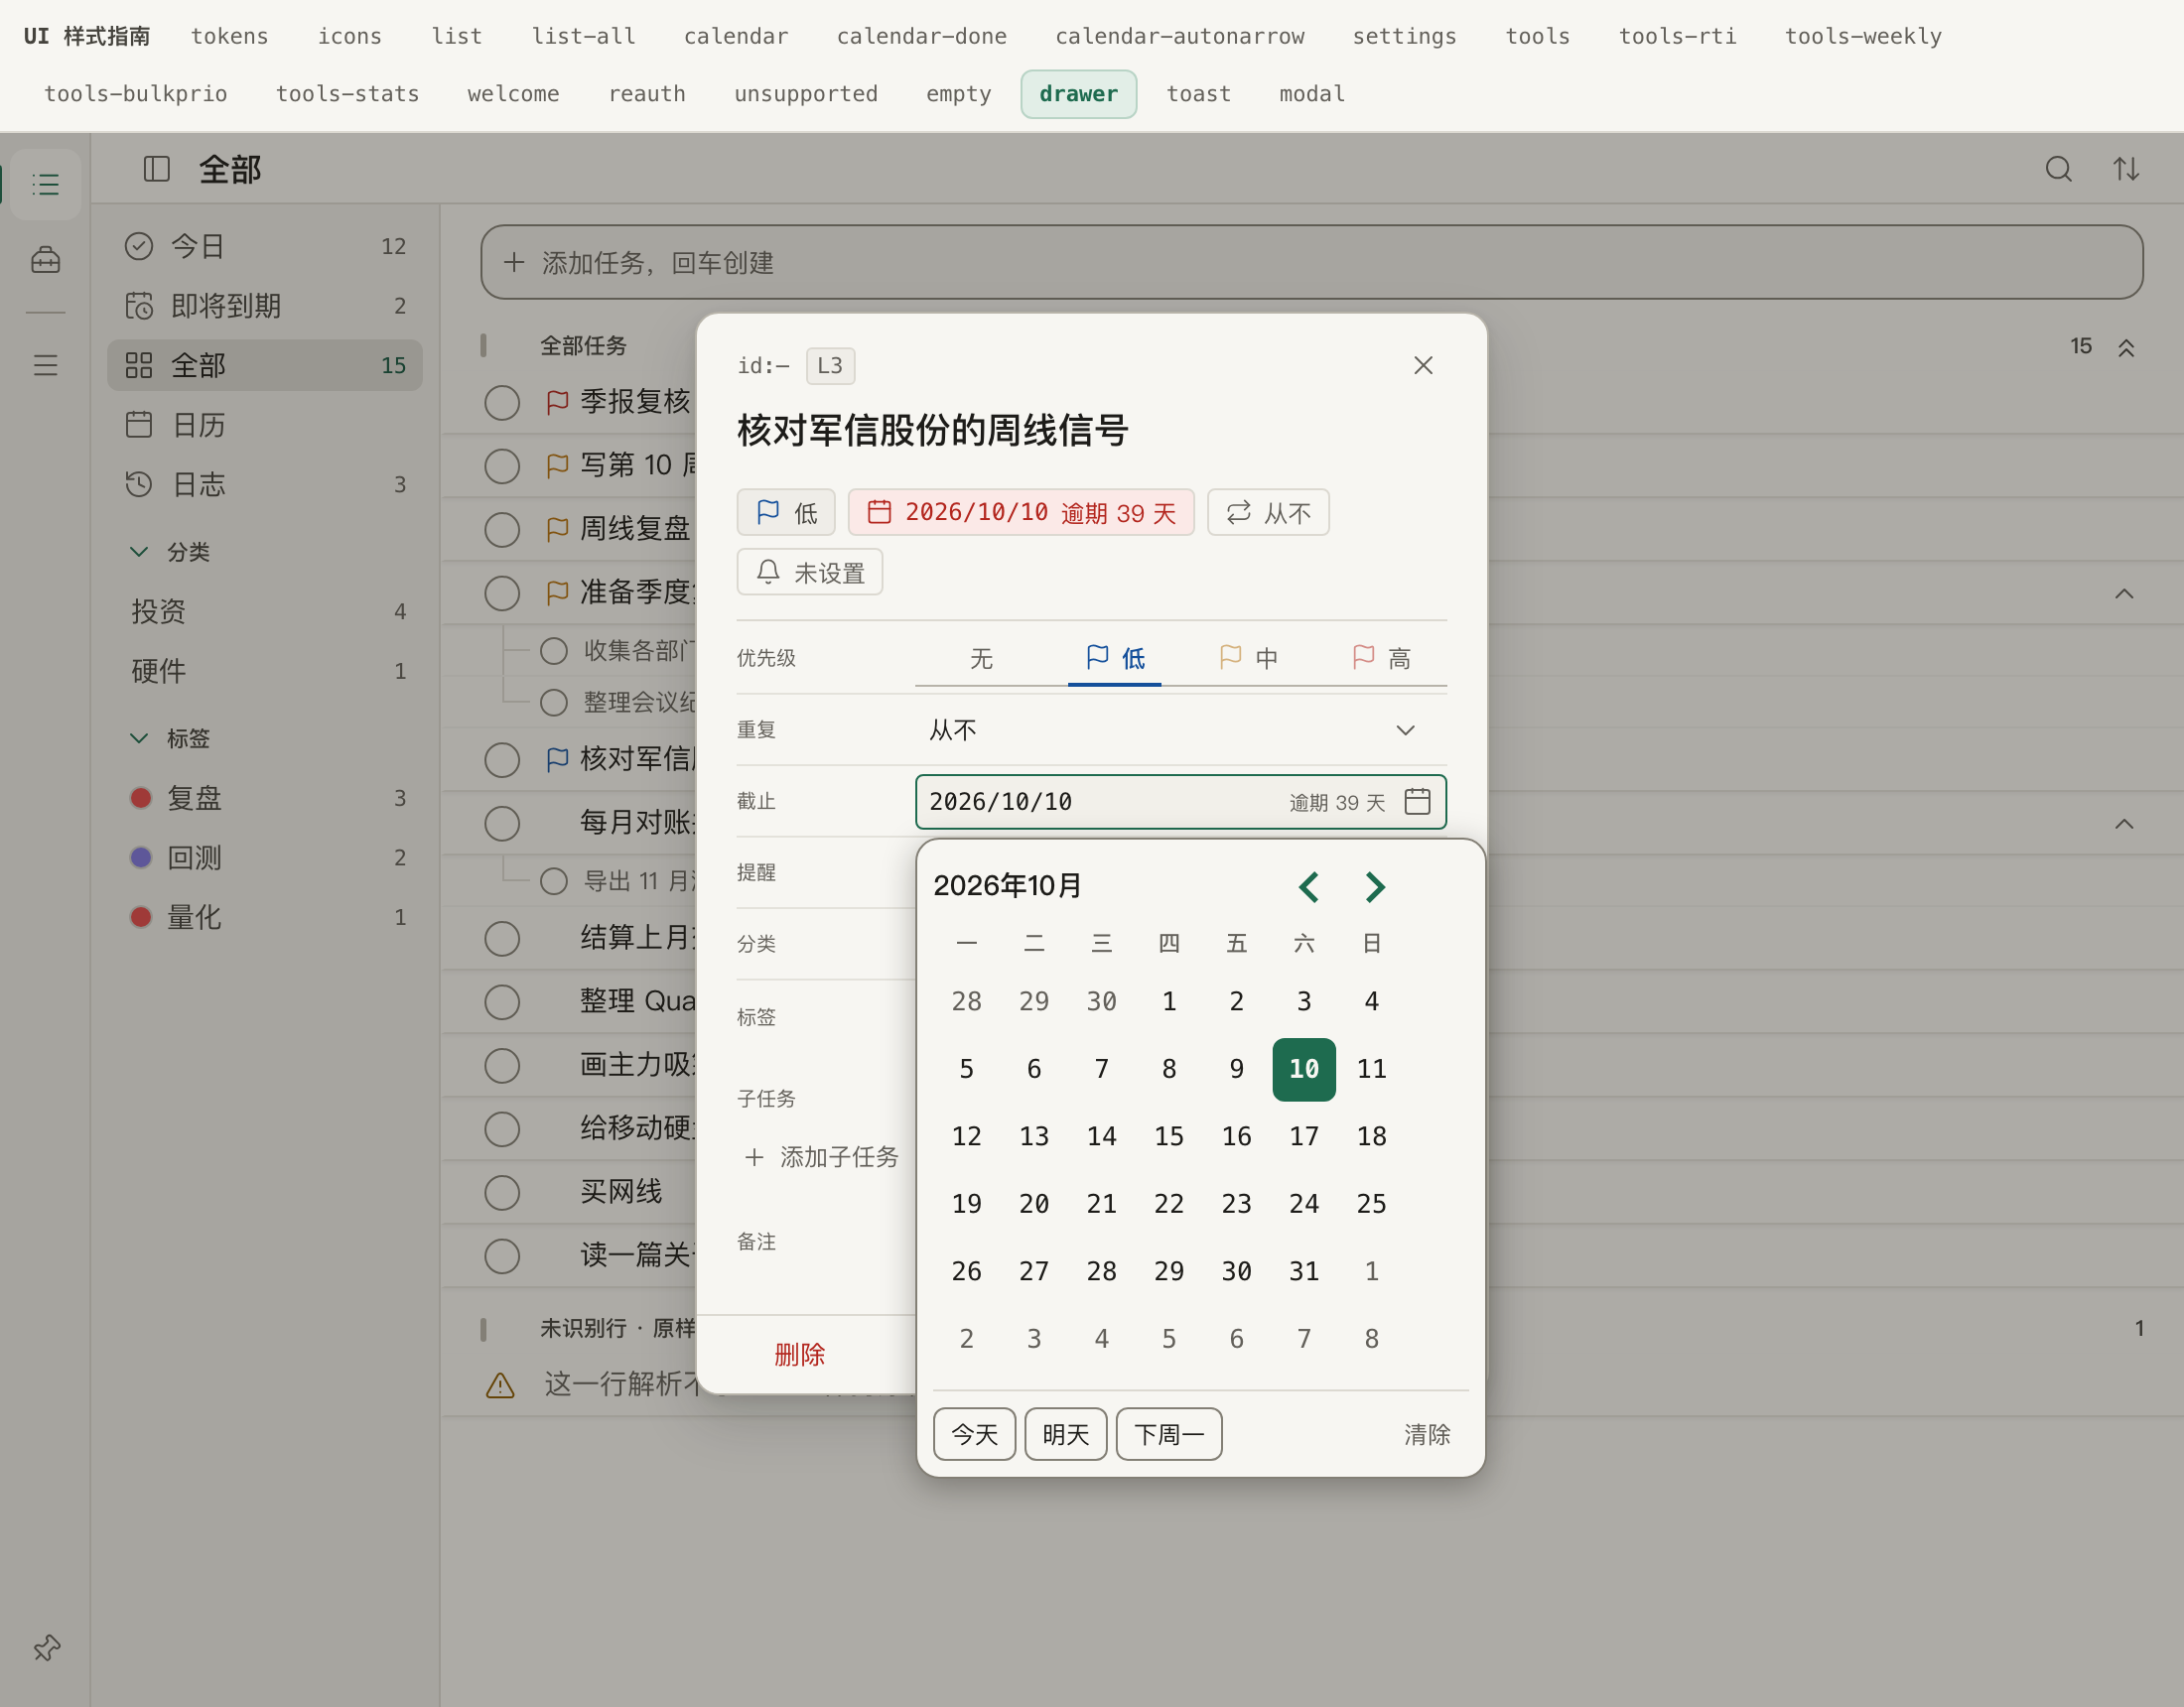 UI 样式指南 tokens icons list list-all calendar calendar-done calendar-autonarrow settings tools tools-rti tools-weekly
tools-bulkprio tools-stats welcome reauth unsupported empty drawer toast modal
全部
今日 12
即将到期 2
全部 15
日历
日志 3
分类
投资 4
硬件 1
标签
复盘 3
回测 2
量化 1
添加任务，回车创建
全部任务 15
季报复核
写第 10
周线复盘
准备季度
收集各部门
整理会议纪
核对军信
每月对账
导出 11 月
结算上月
整理 Qua
画主力吸
给移动硬
买网线
读一篇关
未识别行 · 原样 1
这一行解析不
id:— L3
核对军信股份的周线信号
低 2026/10/10 逾期 39 天 从不
未设置
优先级 无 低 中 高
重复 从不
截止 2026/10/10 逾期 39 天
提醒
分类
标签
子任务
添加子任务
备注
删除
2026年10月
一 二 三 四 五 六 日
28 29 30 1 2 3 4
5 6 7 8 9 10 11
12 13 14 15 16 17 18
19 20 21 22 23 24 25
26 27 28 29 30 31 1
2 3 4 5 6 7 8
今天 明天 下周一 清除